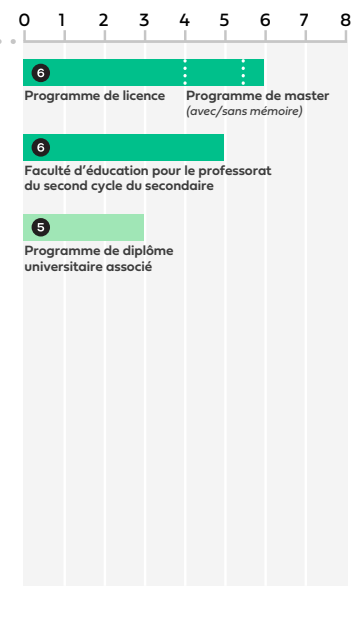 0 1 2 3 4 5 6 7 8
6
Programme de licence Programme de master
(avec/sans mémoire)
6
Faculté d'éducation pour le professorat
du second cycle du secondaire
5
Programme de diplôme
universitaire associé